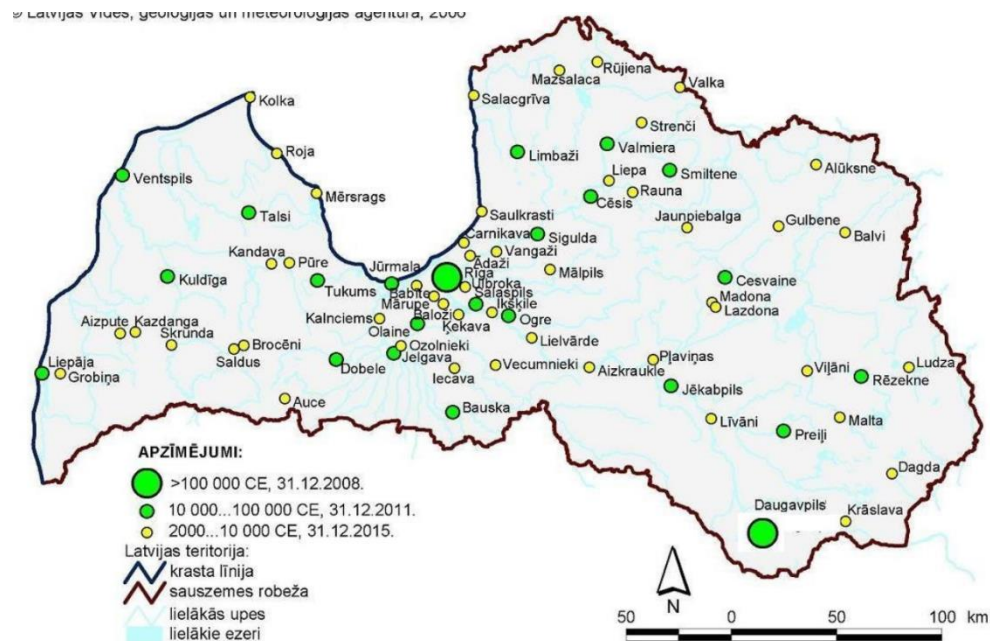 © Latvijas Vides, ģeoloģijas un meteoroloģijas aģentūra, 2006
Kolka
Roja
Mērsrags
Ventspils
Talsi
Kandava
Pūre
Kuldīga
Tukums
Jūrmala
Aizpute
Kazdanga
Skrunda
Saldus
Brocēni
Liepāja
Grobiņa
Auce
Dobele
Kalnciems
Olaine
Ozolnieki
Jelgava
Iecava
Bauska
Vecumnieki
Babīte
Mārupe
Baloži
Ķekava
Rīga
Ulbroka
Salaspils
Ikšķile
Ogre
Lielvārde
Carnikava
Ādaži
Vangaži
Saulkrasti
Sigulda
Mālpils
Salacgrīva
Mazsalaca
Rūjiena
Valka
Strenči
Limbaži
Valmiera
Liepa
Smiltene
Rauna
Cēsis
Alūksne
Jaunpiebalga
Gulbene
Balvi
Cesvaine
Madona
Lazdona
Pļaviņas
Aizkraukle
Jēkabpils
Līvāni
Preiļi
Viļāni
Rēzekne
Ludza
Malta
Dagda
Daugavpils
Krāslava
APZĪMĒJUMI:
>100 000 CE, 31.12.2008.
10 000...100 000 CE, 31.12.2011.
2000...10 000 CE, 31.12.2015.
Latvijas teritorija:
krasta līnija
sauszemes robeža
lielākās upes
lielākie ezeri
N
50 0 50 100 km